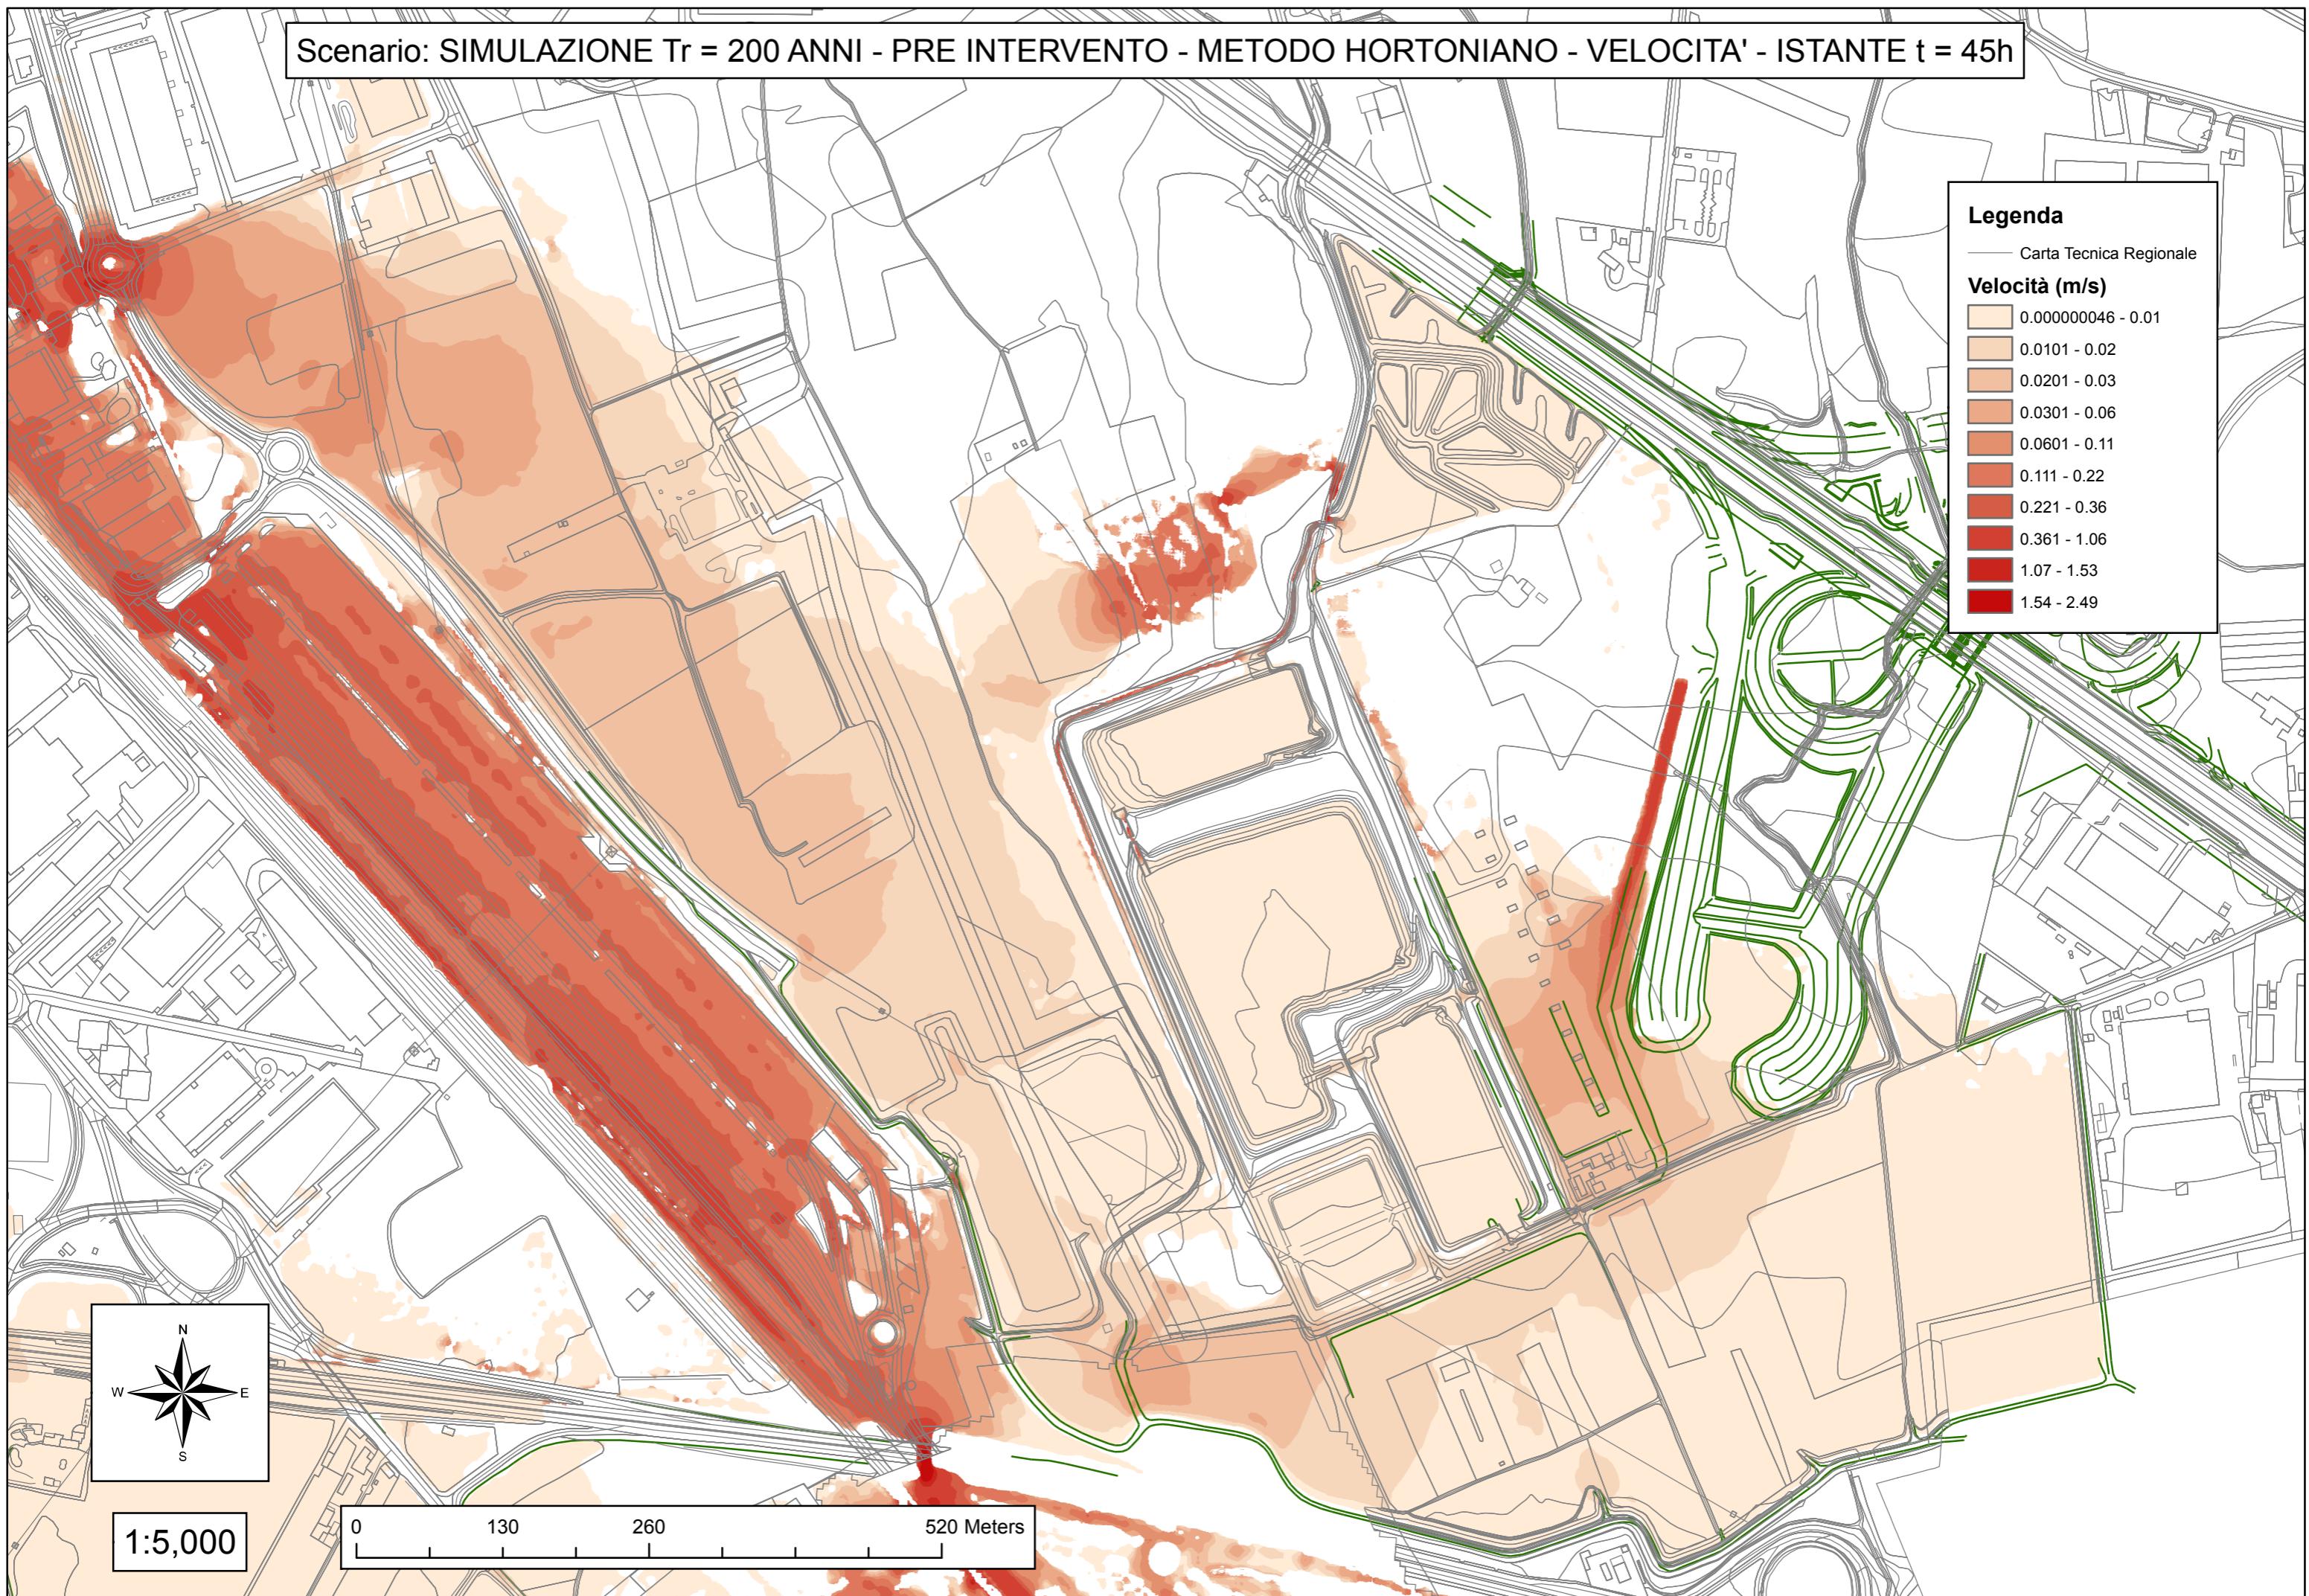 Scenario: SIMULAZIONE Tr = 200 ANNI - PRE INTERVENTO - METODO HORTONIANO - VELOCITA' - ISTANTE t = 45h
Legenda
Carta Tecnica Regionale
Velocità (m/s)
0.000000046 - 0.01
0.0101 - 0.02
0.0201 - 0.03
0.0301 - 0.06
0.0601 - 0.11
0.111 - 0.22
0.221 - 0.36
0.361 - 1.06
1.07 - 1.53
1.54 - 2.49
N
W E
S
1:5,000
0 130 260 520 Meters